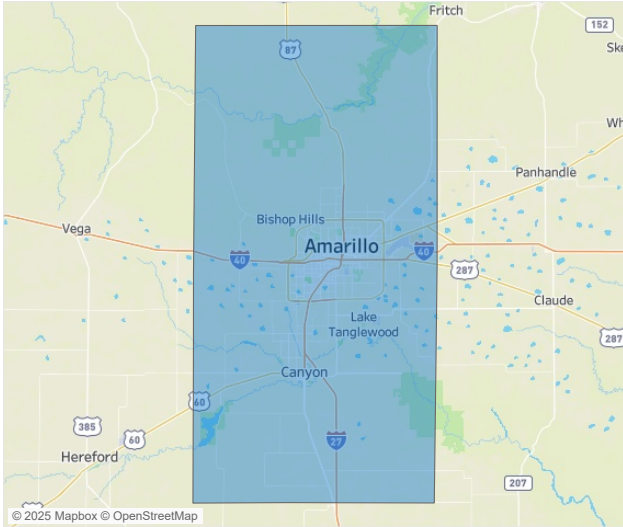 Fritch
152
87
Ske
Wh
Panhandle
Bishop Hills
Vega
Amarillo
40
40
287
Claude
Lake
Tanglewood
287
Canyon
60
385
60
27
Hereford
207
© 2025 Mapbox © OpenStreetMap